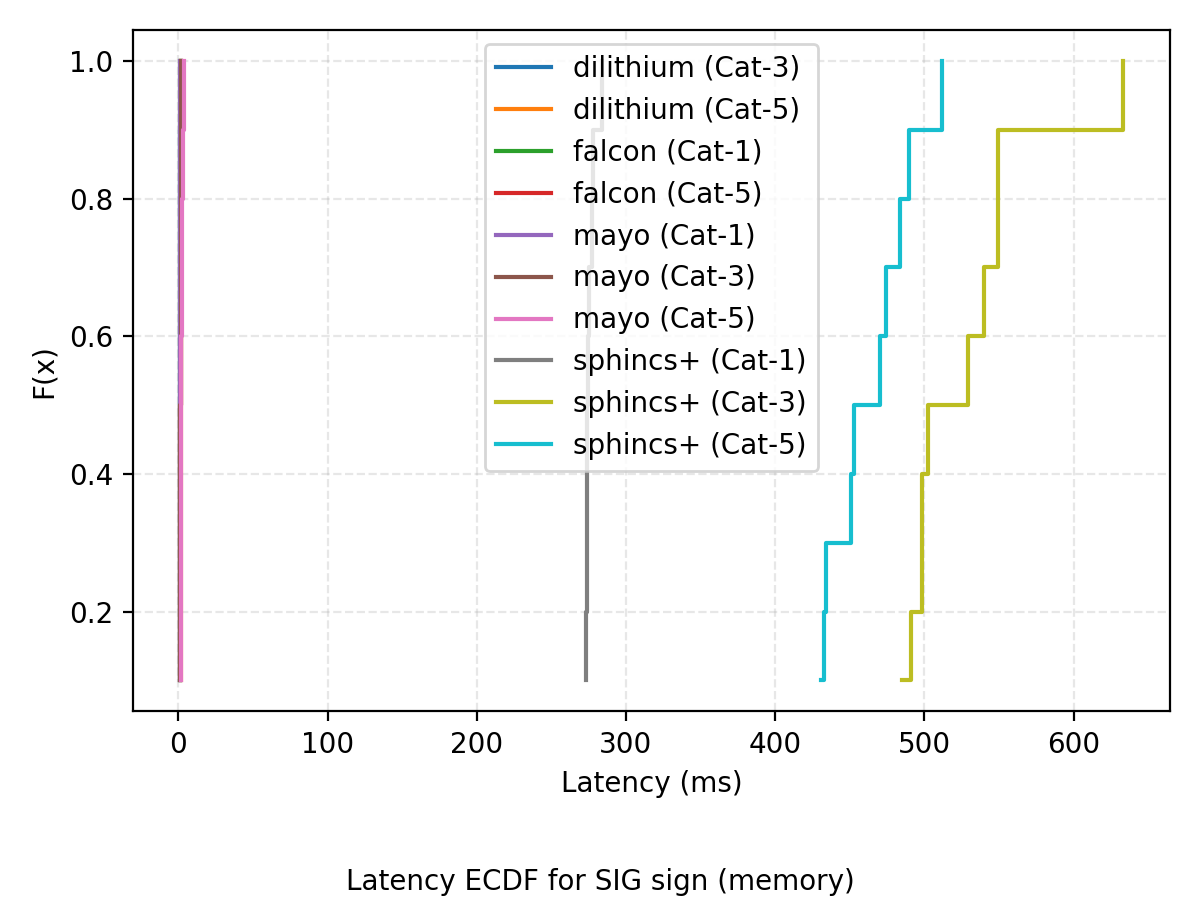 1.0
0.8
0.6
0.4
0.2
F(x)
dilithium (Cat-3)
dilithium (Cat-5)
falcon (Cat-1)
falcon (Cat-5)
mayo (Cat-1)
mayo (Cat-3)
mayo (Cat-5)
sphincs+ (Cat-1)
sphincs+ (Cat-3)
sphincs+ (Cat-5)
0 100 200 300 400 500 600
Latency (ms)
Latency ECDF for SIG sign (memory)